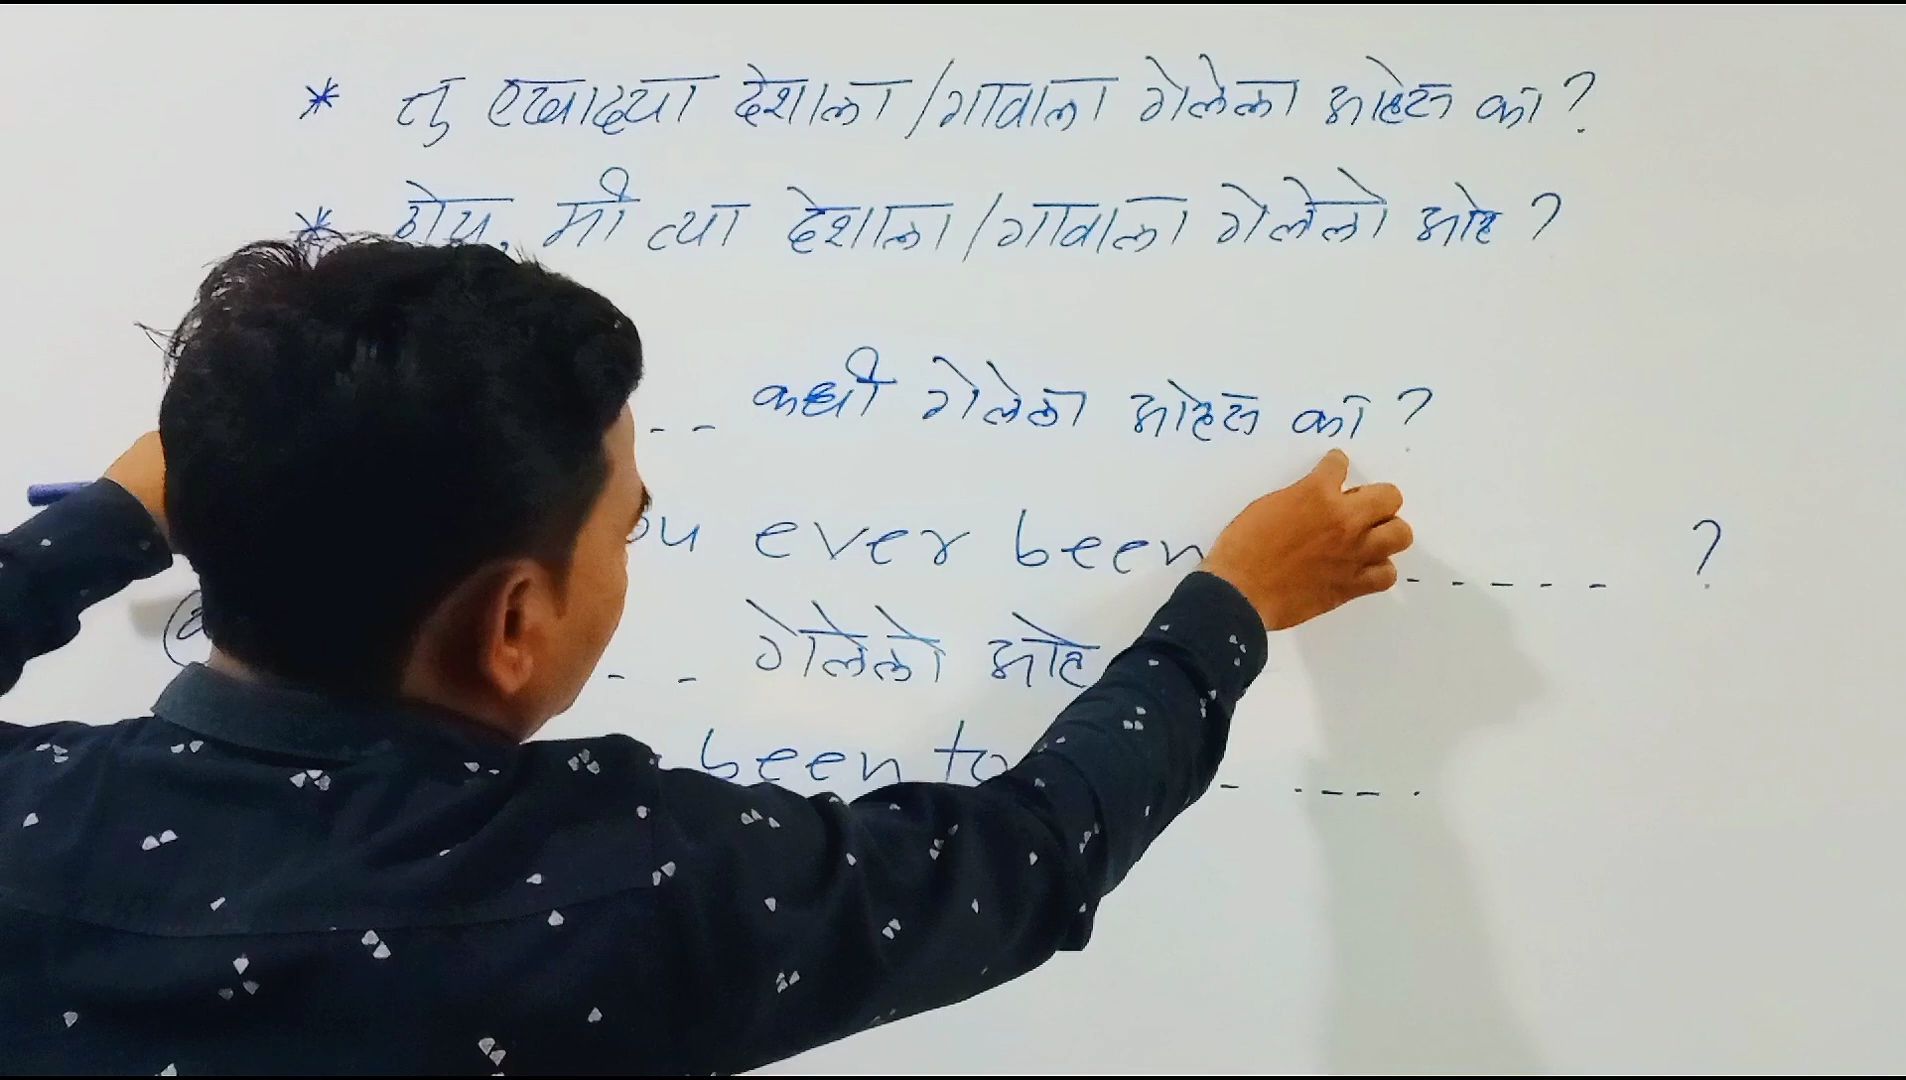 * तु एखाद्या देशाला/गावाला गेलेला आहेस का?
* होय, मी त्या देशाला/गावाला गेलेलो आहे?
-- कधी गेलेला आहेस का?
ou ever been ----- ?
-- गेलेलो आहे
been to - ---- .